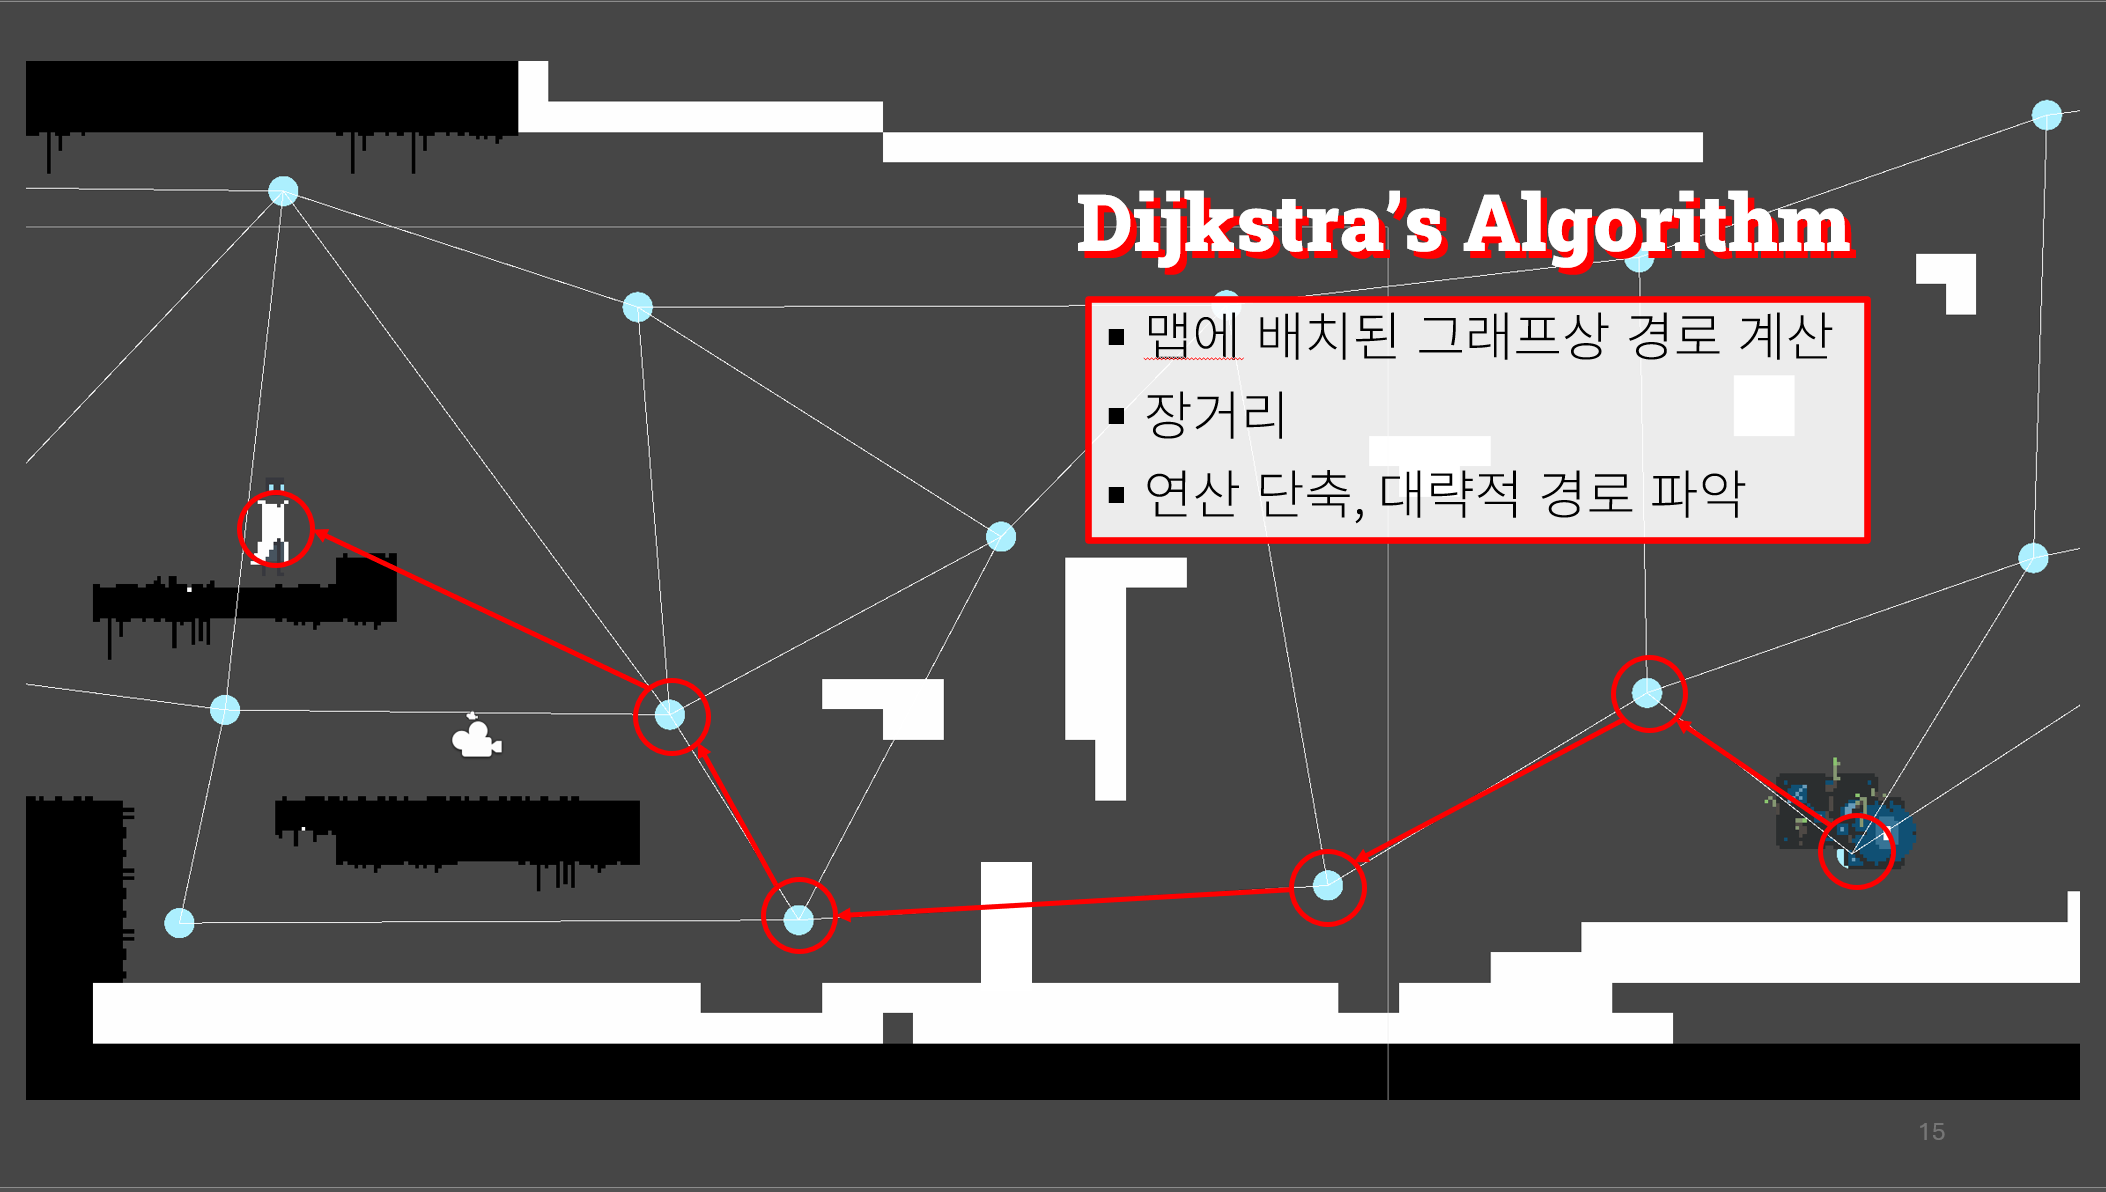 Dijkstra’s Algorithm
▪ 맵에 배치된 그래프상 경로 계산
▪ 장거리
▪ 연산 단축, 대략적 경로 파악
15